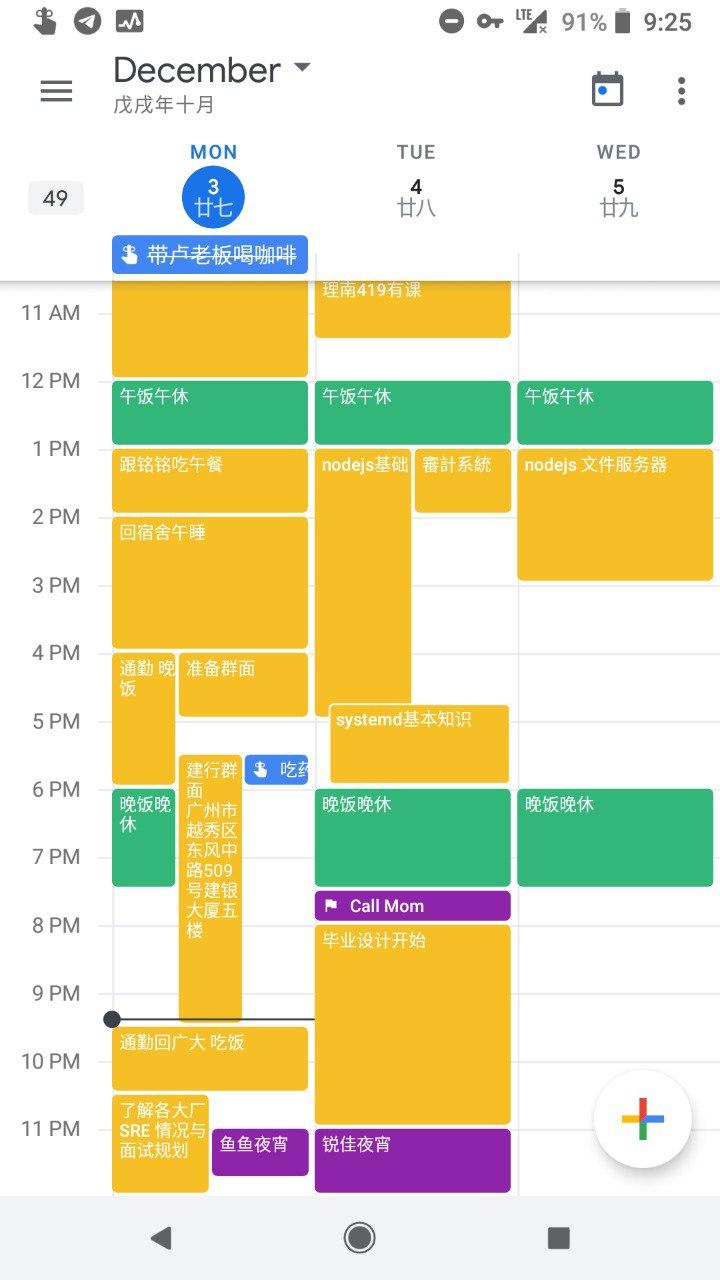 LTE 91% 9:25
December
戊戌年十月
MON
TUE
WED
49
3
廿七
4
廿八
5
廿九
带卢老板喝咖啡
理南419有课
11 AM
12 PM
午饭午休
午饭午休
午饭午休
1 PM
跟铭铭吃午餐
nodejs基础
審計系統
nodejs 文件服务器
2 PM
回宿舍午睡
3 PM
4 PM
通勤 晚
饭
准备群面
5 PM
systemd基本知识
建行群
面
广州市
越秀区
东风中
路509
号建银
大厦五
楼
吃药
6 PM
晚饭晚
休
晚饭晚休
晚饭晚休
7 PM
Call Mom
8 PM
毕业设计开始
9 PM
通勤回广大 吃饭
10 PM
了解各大厂
SRE 情况与
面试规划
11 PM
鱼鱼夜宵
锐佳夜宵